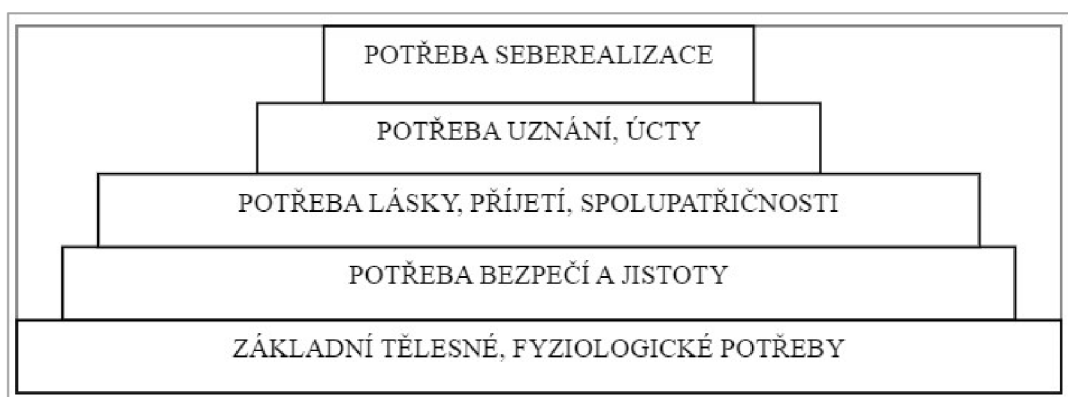 POTŘEBA SEBEREALIZACE
POTŘEBA UZNÁNÍ, ÚCTY
POTŘEBA LÁSKY, PŘÍJETÍ, SPOLUPATŘIČNOSTI
POTŘEBA BEZPEČÍ A JISTOTY
ZÁKLADNÍ TĚLESNÉ, FYZIOLOGICKÉ POTŘEBY